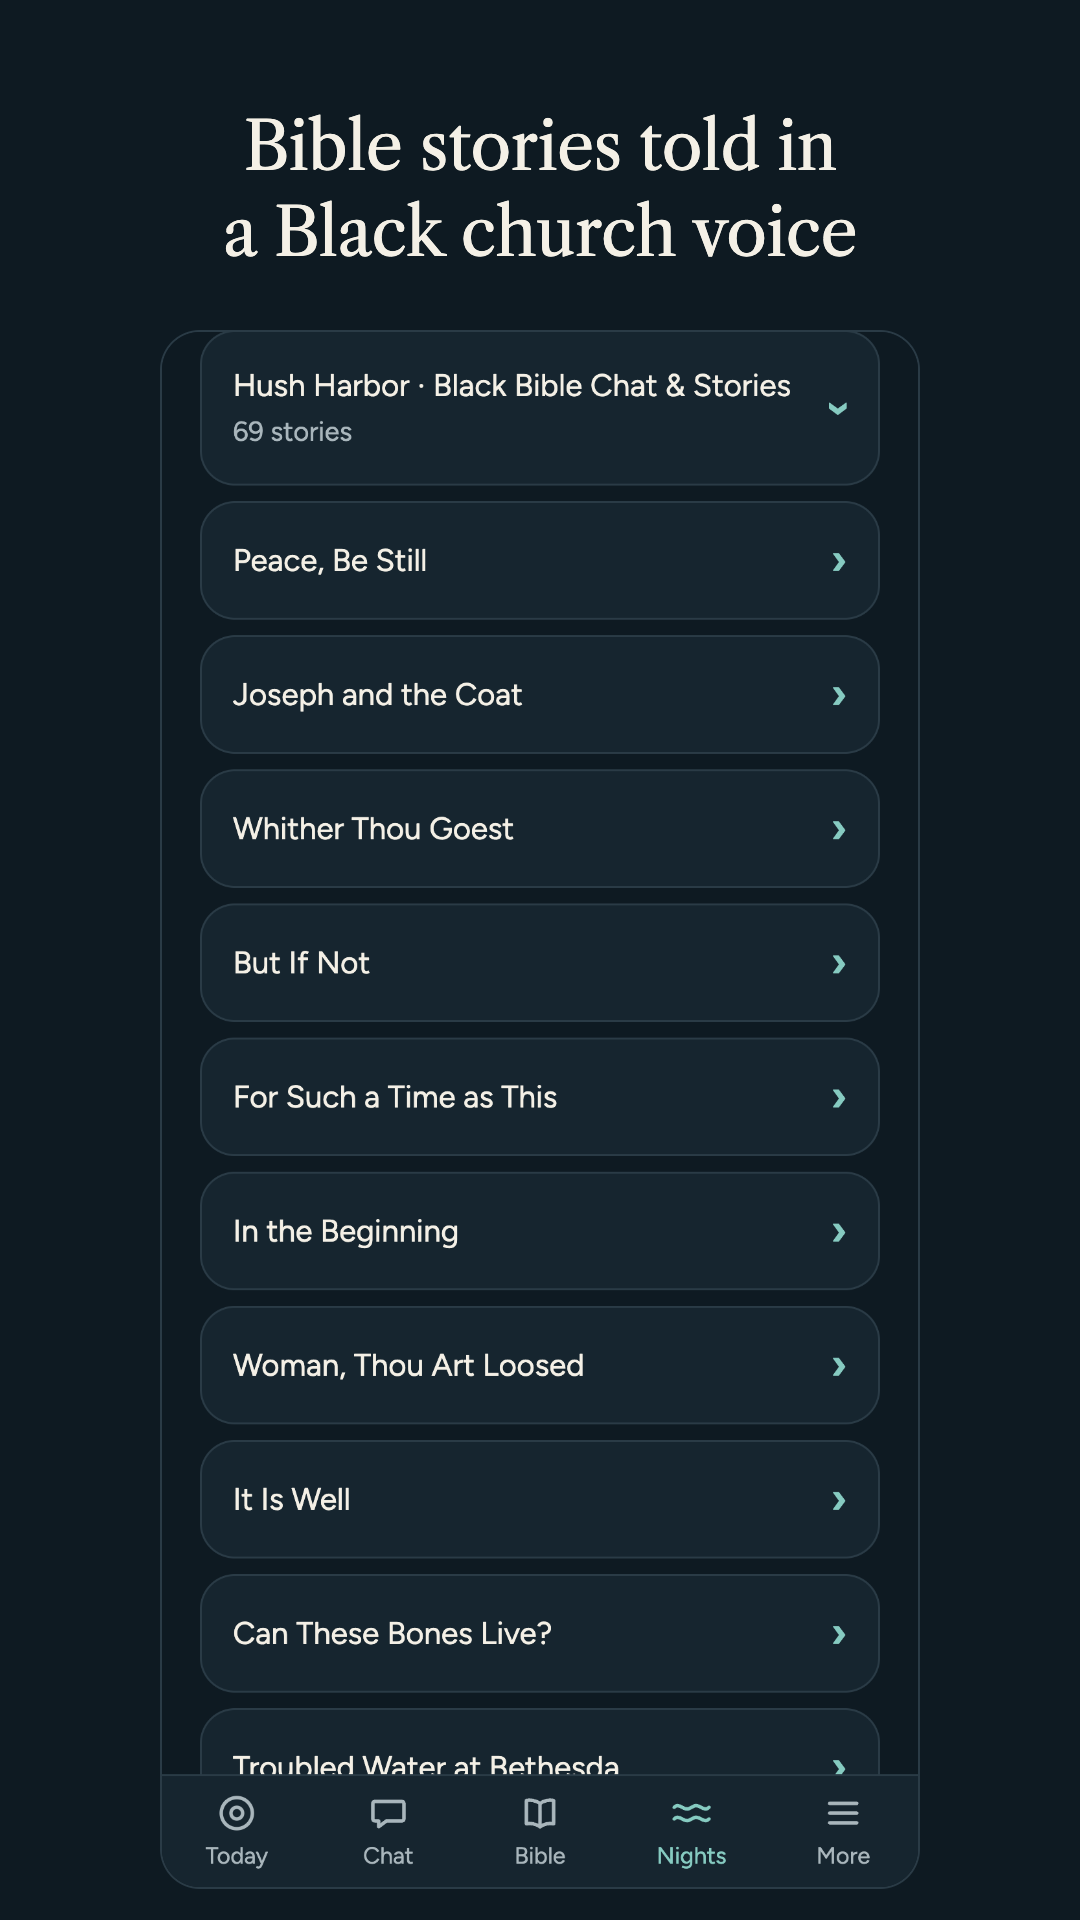 Bible stories told in
a Black church voice
Hush Harbor · Black Bible Chat & Stories
69 stories
Peace, Be Still
Joseph and the Coat
Whither Thou Goest
But If Not
For Such a Time as This
In the Beginning
Woman, Thou Art Loosed
It Is Well
Can These Bones Live?
Troubled Water at Bethesda
Today
Chat
Bible
Nights
More